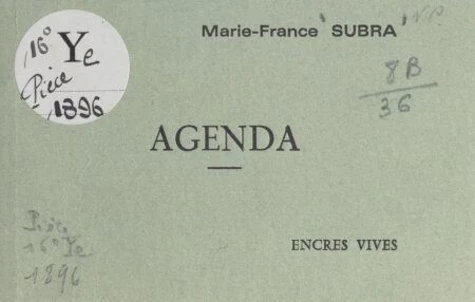 Marie-France SUBRA
16°
Ye
Pièce
1896
8B
36
AGENDA
ENCRES VIVES
Pièce
16° Ye
1896